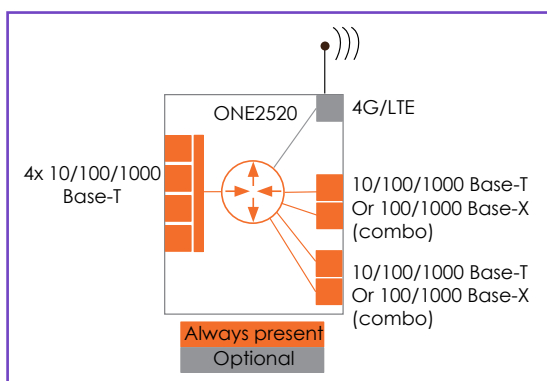 ONE2520
4G/LTE
4x 10/100/1000
Base-T
10/100/1000 Base-T
Or 100/1000 Base-X
(combo)
10/100/1000 Base-T
Or 100/1000 Base-X
(combo)
Always present
Optional